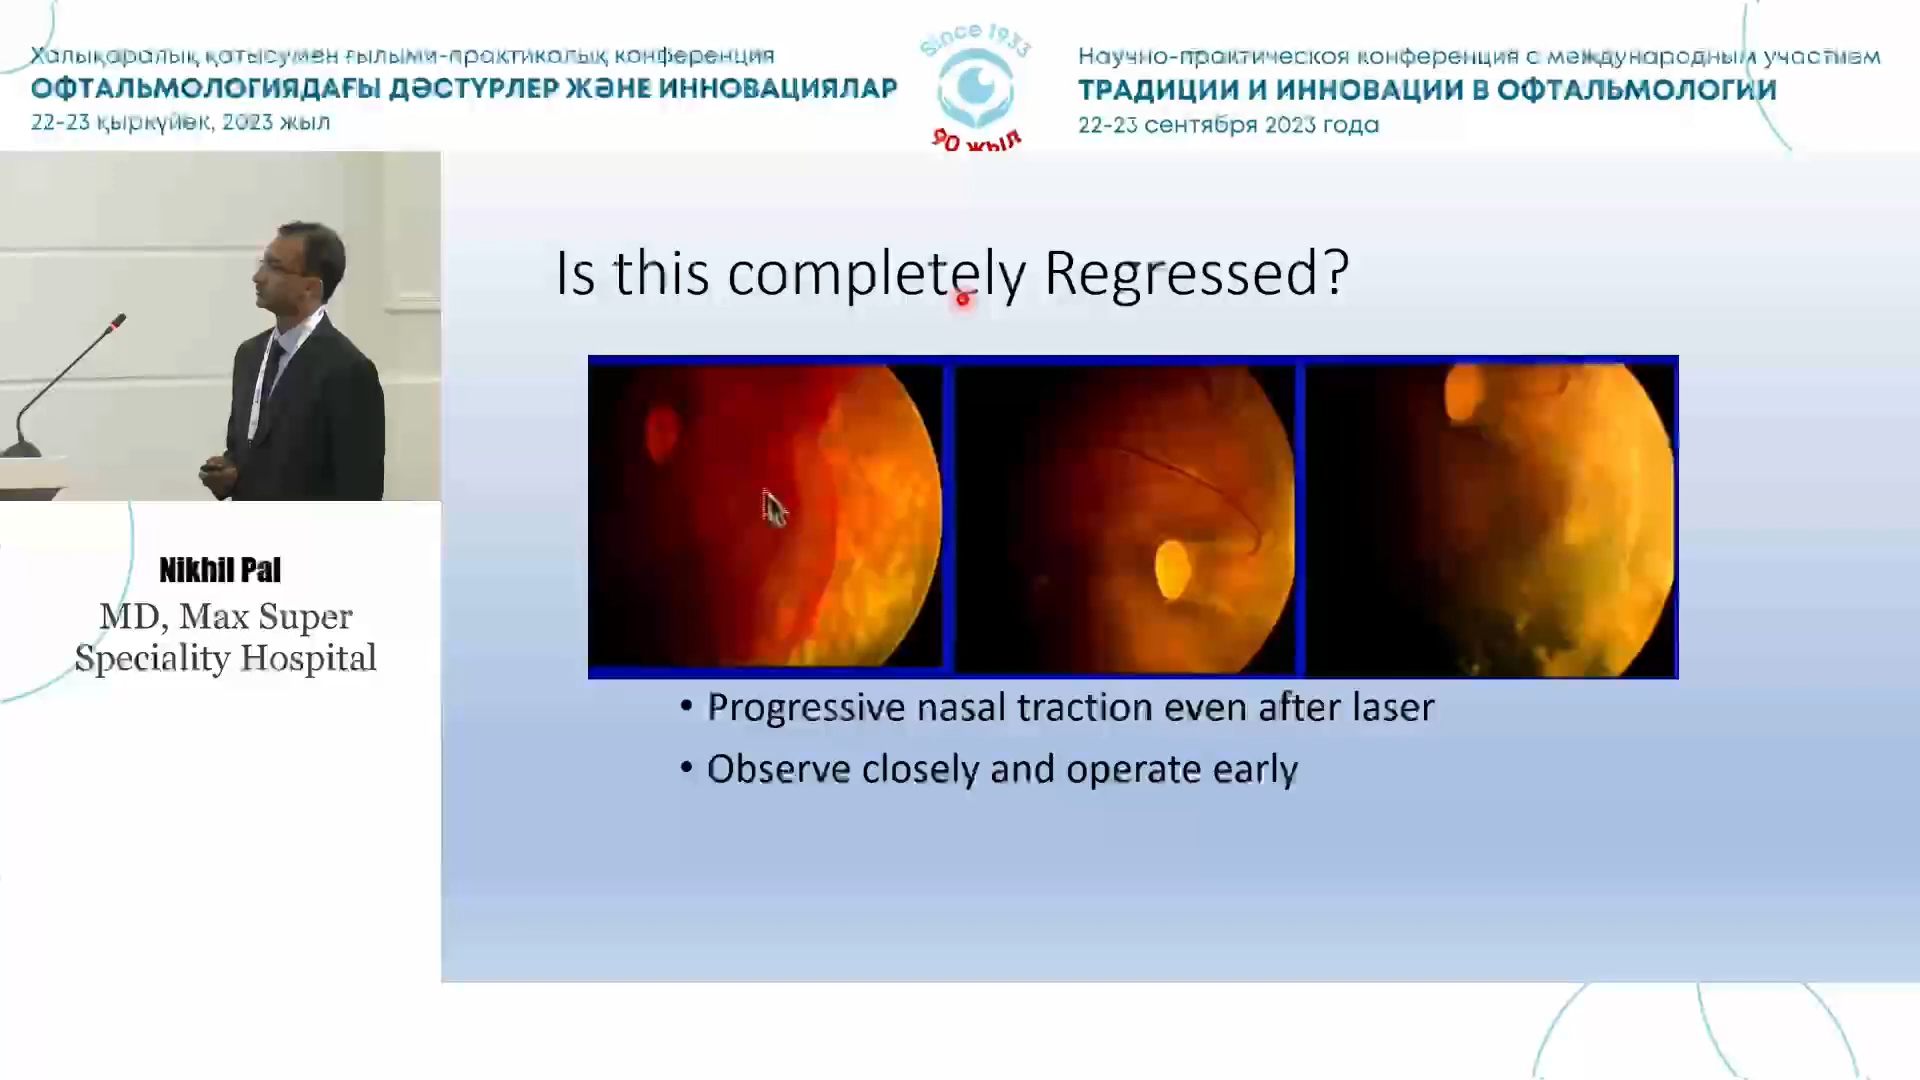 Халықаралық қатысумен ғылыми-практикалық конференция
ОФТАЛЬМОЛОГИЯДАҒЫ ДӘСТҮРЛЕР ЖӘНЕ ИННОВАЦИЯЛАР
22-23 қыркүйек, 2023 жыл
Since 1933
90 жыл
Научно-практическоя конференция с международным участием
ТРАДИЦИИ И ИННОВАЦИИ В ОФТАЛЬМОЛОГИИ
22-23 сентября 2023 года
Is this completely Regressed?
• Progressive nasal traction even after laser
• Observe closely and operate early
Nikhil Pal
MD, Max Super
Speciality Hospital